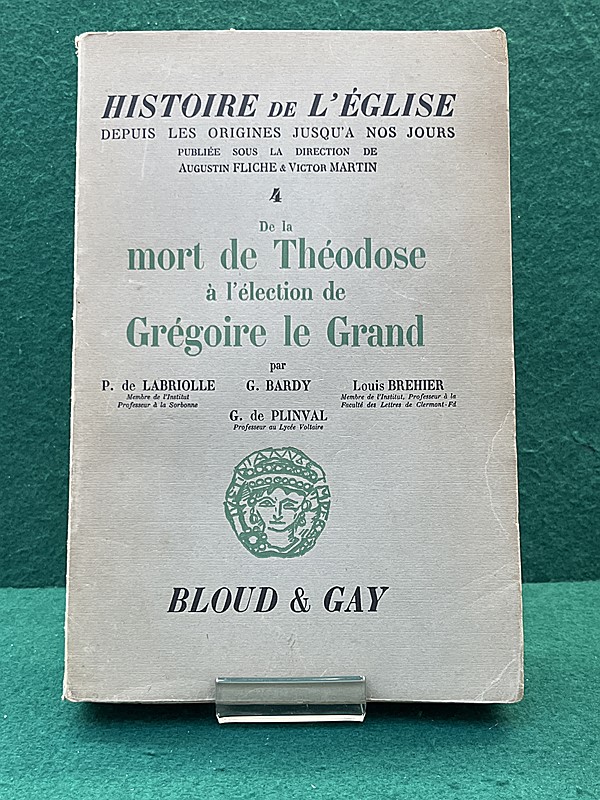 HISTOIRE DE L'ÉGLISE
DEPUIS LES ORIGINES JUSQU'A NOS JOURS
PUBLIÉE SOUS LA DIRECTION DE
AUGUSTIN FLICHE & VICTOR MARTIN
4
De la
mort de Théodose
à l'élection de
Grégoire le Grand
par
P. de LABRIOLLE G. BARDY Louis BREHIER
Membre de l'Institut Membre de l'Institut, Professeur à la
Professeur à la Sorbonne Faculté des Lettres de Clermont-Fd
G. de PLINVAL
Professeur au Lycée Voltaire
BLOUD & GAY